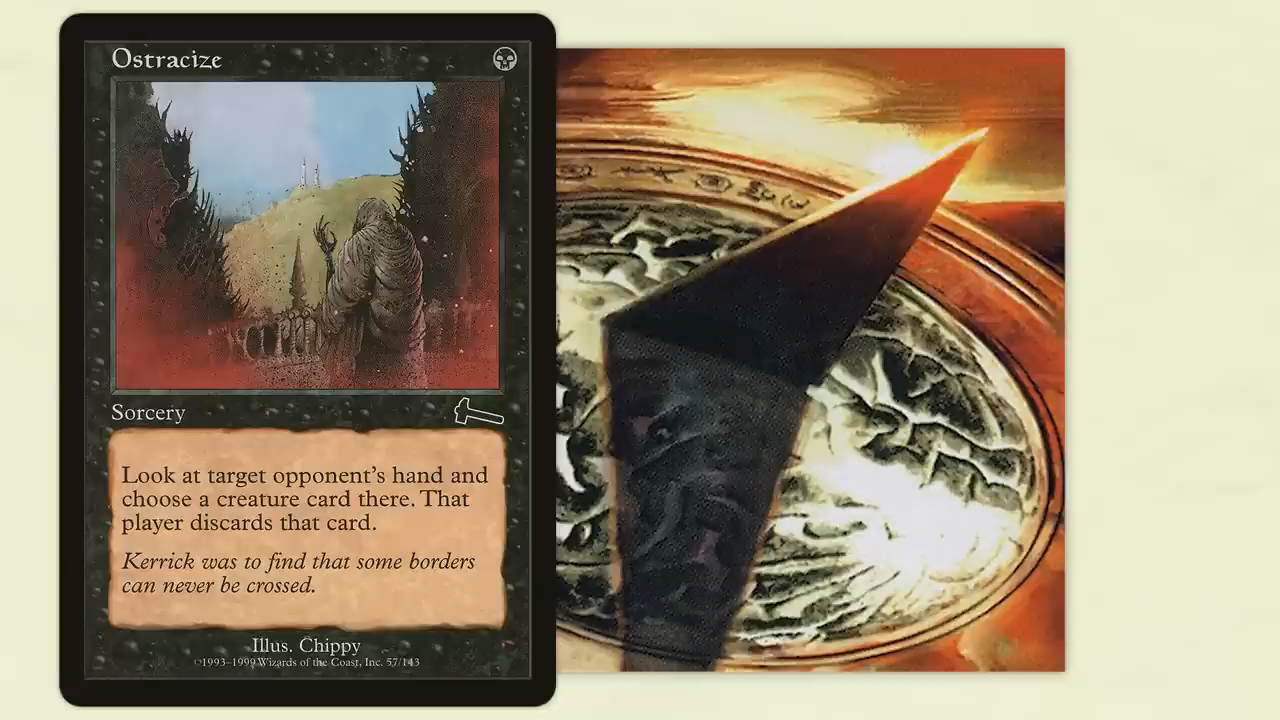 Ostracize
Sorcery
Look at target opponent's hand and
choose a creature card there. That
player discards that card.
Kerrick was to find that some borders
can never be crossed.
Illus. Chippy
©1993–1999 Wizards of the Coast, Inc. 57/143